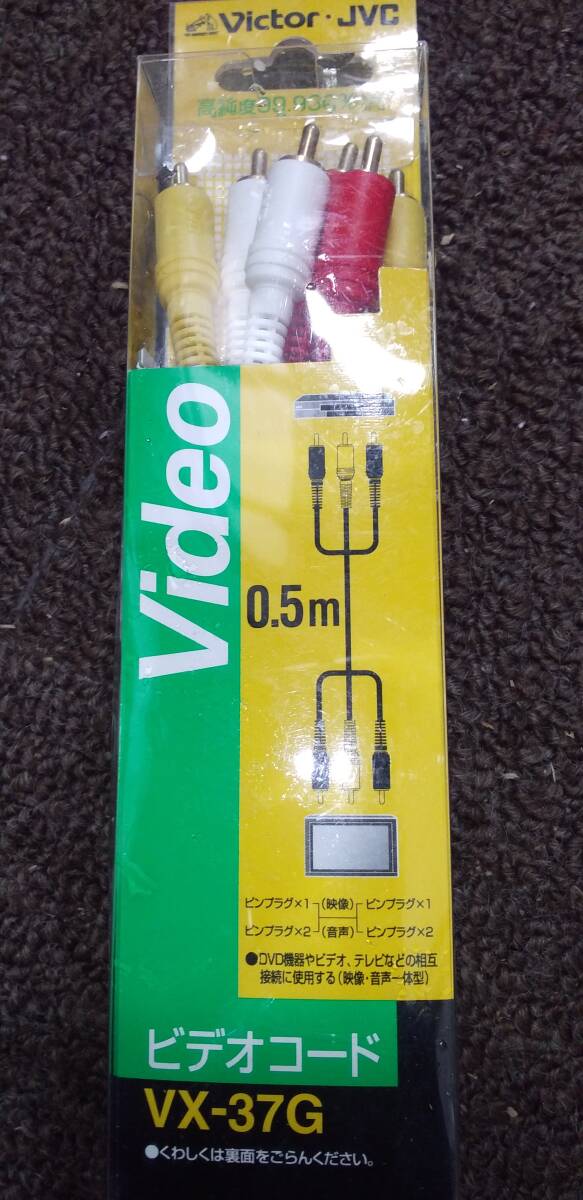 Victor・JVC
高純度99.936%
Video
0.5m
ピンプラグ×1 (映像) ピンプラグ×1
ピンプラグ×2 (音声) ピンプラグ×2
●DVD機器やビデオ、テレビなどの相互
接続に使用する(映像・音声一体型)
ビデオコード
VX-37G
●くわしくは裏面をごらんください。